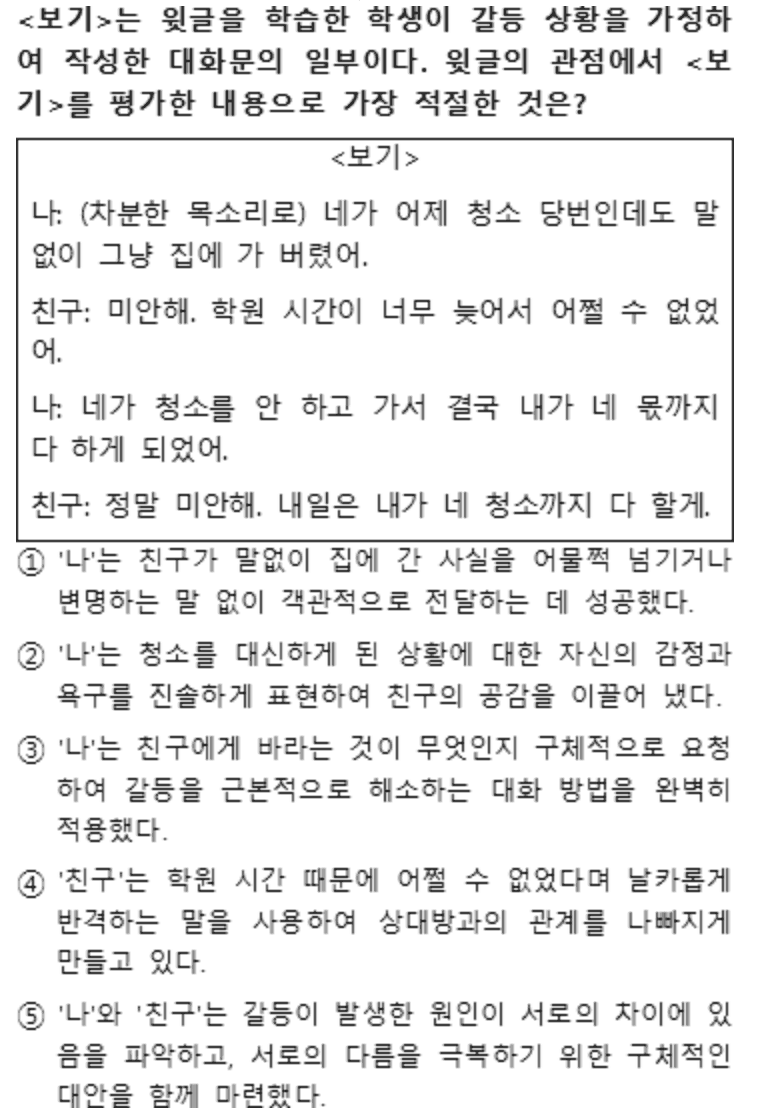 <보기>는 윗글을 학습한 학생이 갈등 상황을 가정하
여 작성한 대화문의 일부이다. 윗글의 관점에서 <보
기>를 평가한 내용으로 가장 적절한 것은?
<보기>
나: (차분한 목소리로) 네가 어제 청소 당번인데도 말
없이 그냥 집에 가 버렸어.
친구: 미안해. 학원 시간이 너무 늦어서 어쩔 수 없었
어.
나: 네가 청소를 안 하고 가서 결국 내가 네 몫까지
다 하게 되었어.
친구: 정말 미안해. 내일은 내가 네 청소까지 다 할게.
① '나'는 친구가 말없이 집에 간 사실을 어물쩍 넘기거나
변명하는 말 없이 객관적으로 전달하는 데 성공했다.
② '나'는 청소를 대신하게 된 상황에 대한 자신의 감정과
욕구를 진솔하게 표현하여 친구의 공감을 이끌어 냈다.
③ '나'는 친구에게 바라는 것이 무엇인지 구체적으로 요청
하여 갈등을 근본적으로 해소하는 대화 방법을 완벽히
적용했다.
④ '친구'는 학원 시간 때문에 어쩔 수 없었다며 날카롭게
반격하는 말을 사용하여 상대방과의 관계를 나빠지게
만들고 있다.
⑤ '나'와 '친구'는 갈등이 발생한 원인이 서로의 차이에 있
음을 파악하고, 서로의 다름을 극복하기 위한 구체적인
대안을 함께 마련했다.